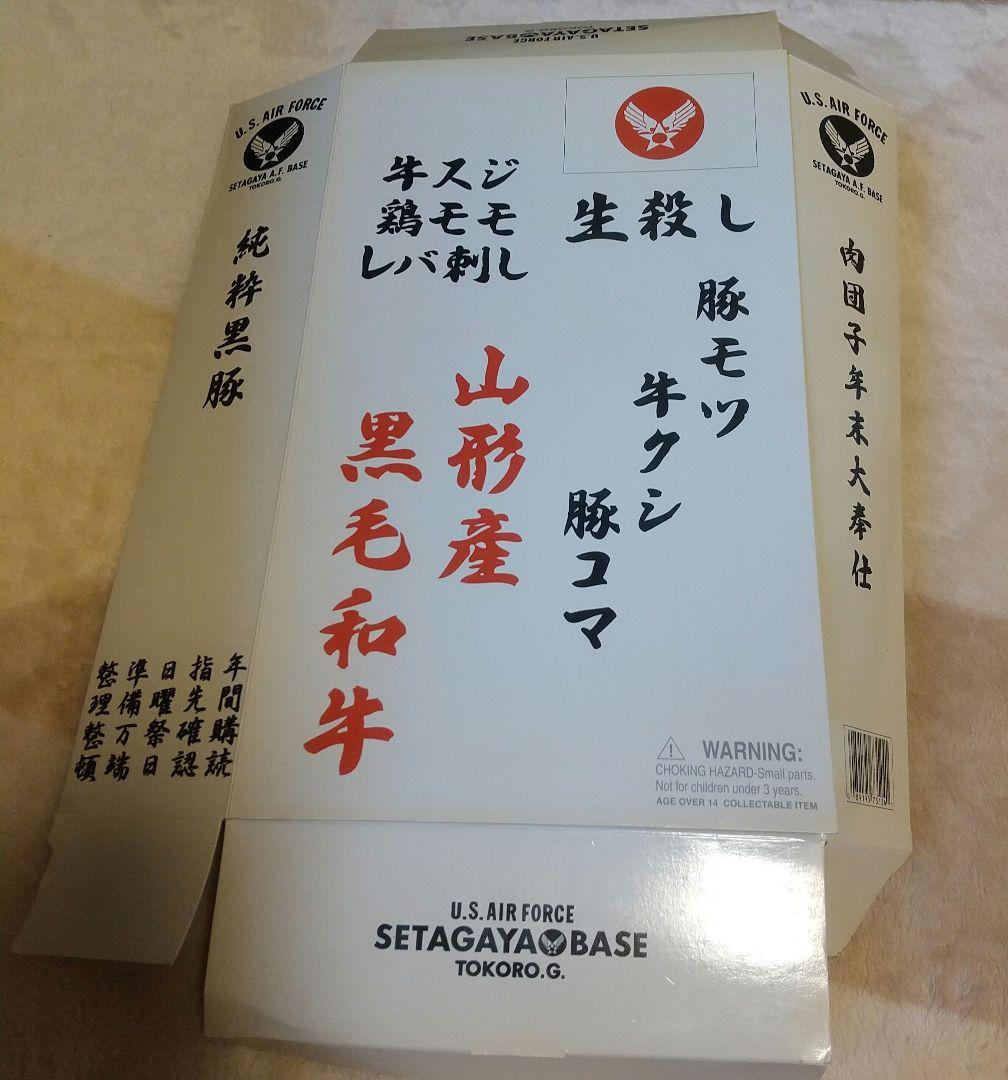 U.S. AIR FORCE
SETAGAYA BASE
U.S. AIR FORCE
SETAGAYA A.F. BASE
TOKORO.G.
純粋黒豚
年間購読
指先確認
日曜祭日
準備万端
整理整頓
牛スジ
鶏モモ
レバ刺し
生殺し
豚モツ
牛クシ
豚コマ
山形産
黒毛和牛
WARNING:
CHOKING HAZARD-Small parts.
Not for children under 3 years.
AGE OVER 14 COLLECTABLE ITEM
U.S. AIR FORCE
SETAGAYA A.F. BASE
TOKORO.G.
肉団子年末大奉仕
U.S. AIR FORCE
SETAGAYA BASE
TOKORO.G.